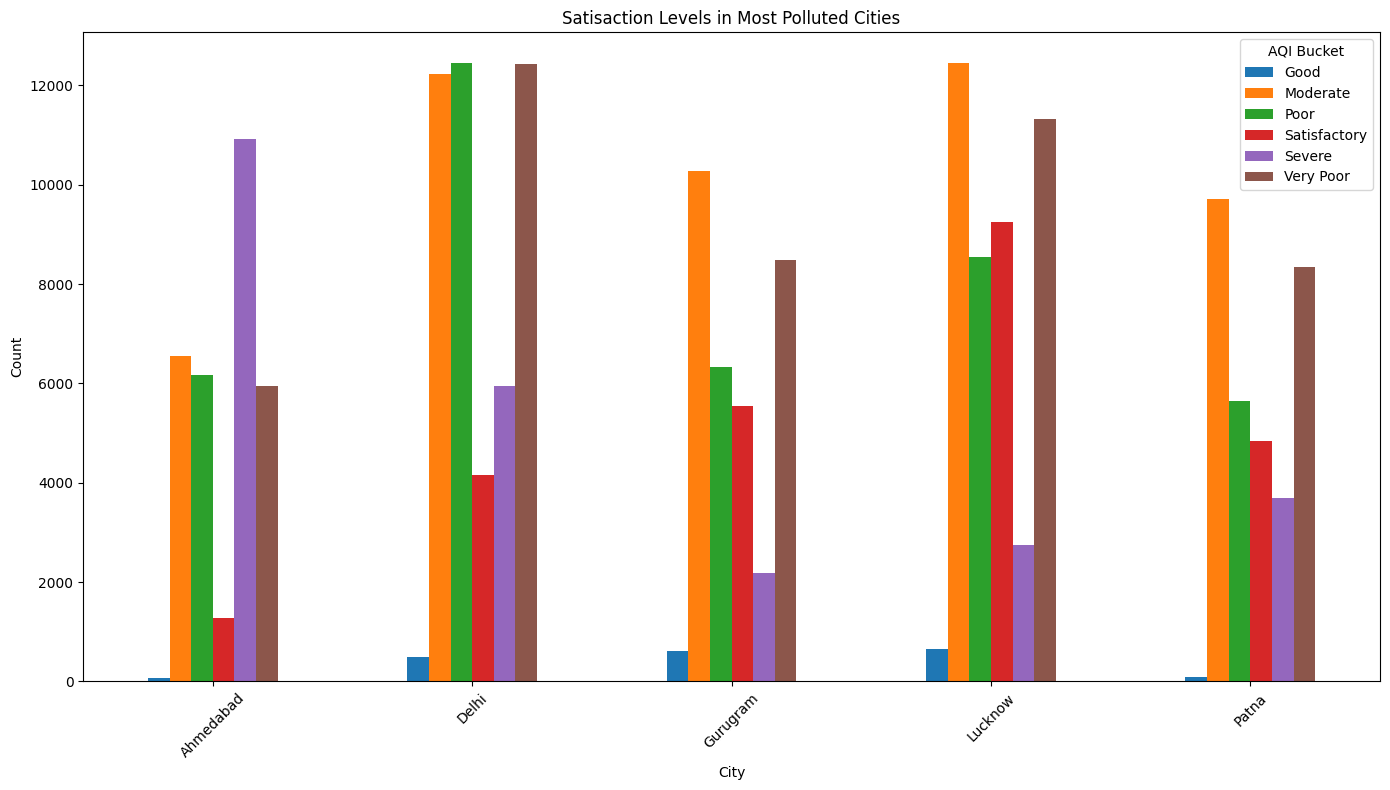 Satisaction Levels in Most Polluted Cities
AQI Bucket
Good
Moderate
Poor
Satisfactory
Severe
Very Poor
Count
12000
10000
8000
6000
4000
2000
0
Ahmedabad
Delhi
Gurugram
Lucknow
Patna
City